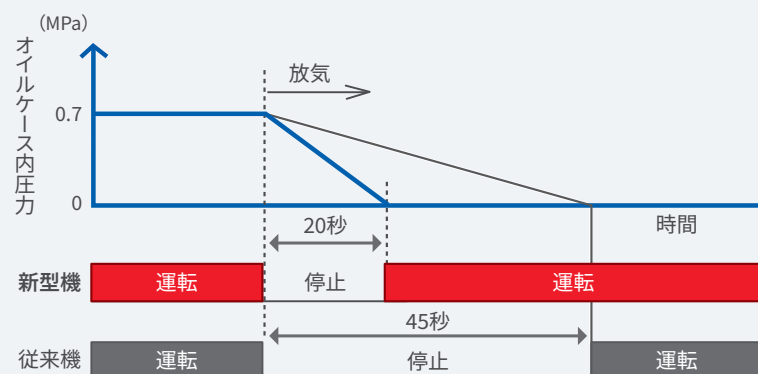 （MPa）
オイルケース内圧力
放気
0.7
0
20秒
時間
新型機
運転
停止
運転
45秒
従来機
運転
停止
運転